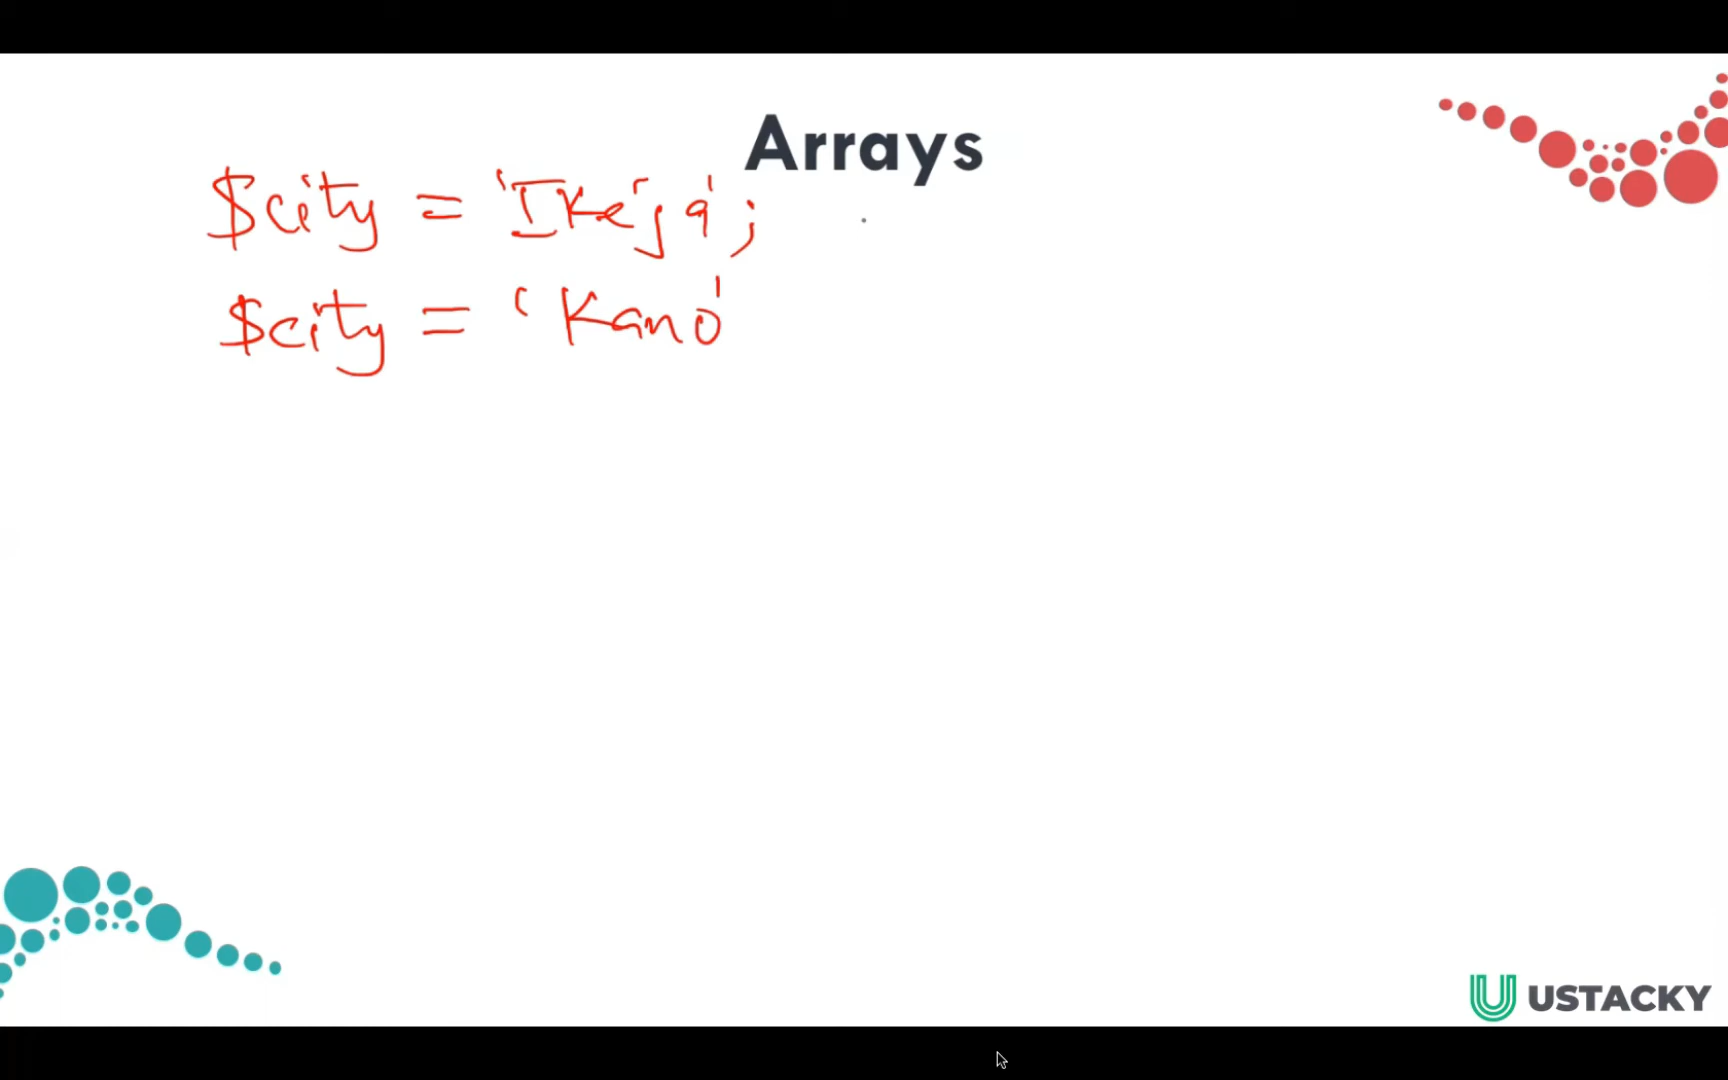 Arrays
$city = 'Ikeja';
$city = 'Kano'
USTACKY